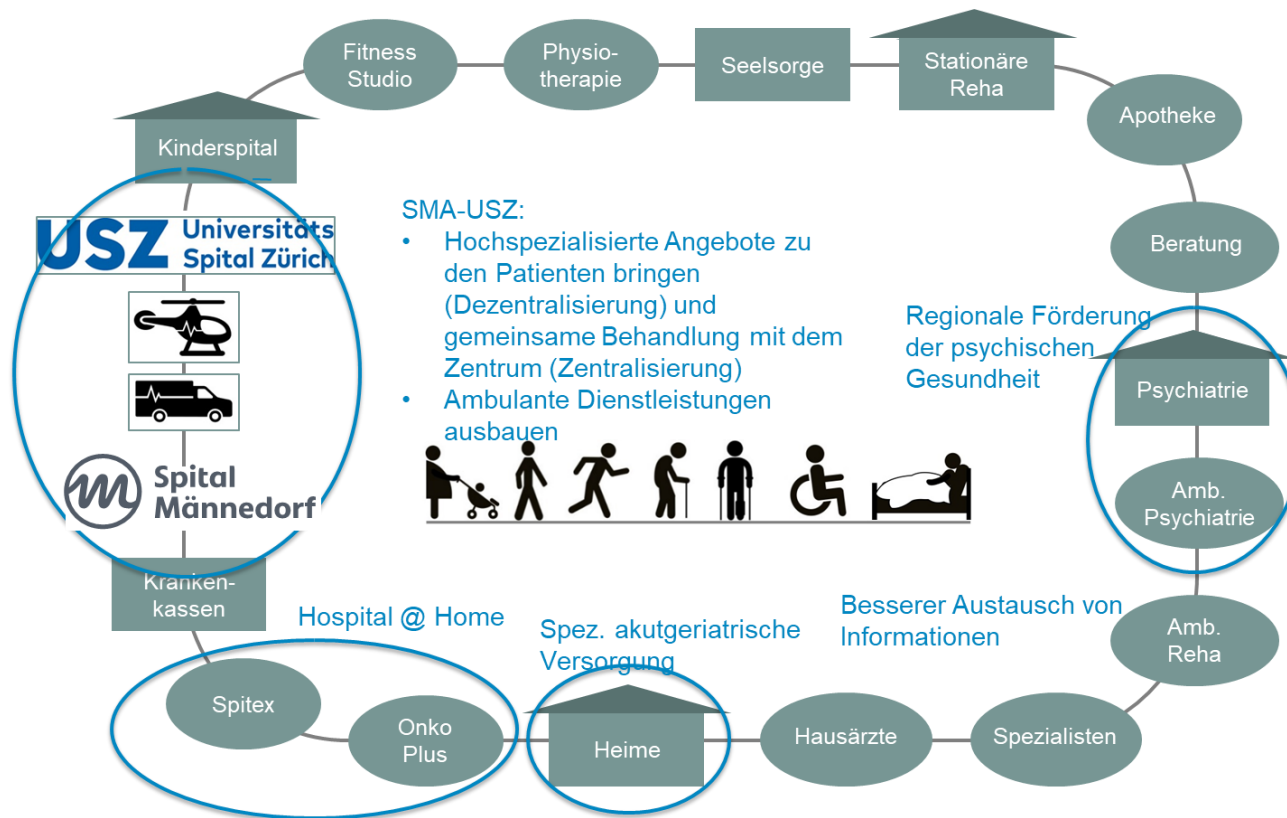 Fitness
Studio
Physio-
therapie
Seelsorge
Stationäre
Reha
Apotheke
Kinderspital
USZ Universitäts
Spital Zürich
SMA-USZ:
• Hochspezialisierte Angebote zu
den Patienten bringen
(Dezentralisierung) und
gemeinsame Behandlung mit dem
Zentrum (Zentralisierung)
• Ambulante Dienstleistungen
ausbauen
Beratung
Regionale Förderung
der psychischen
Gesundheit
Psychiatrie
Amb.
Psychiatrie
Spital
Männedorf
Kranken-
kassen
Hospital @ Home
Spez. akutgeriatrische
Versorgung
Besserer Austausch von
Informationen
Amb.
Reha
Spitex
Onko
Plus
Heime
Hausärzte
Spezialisten